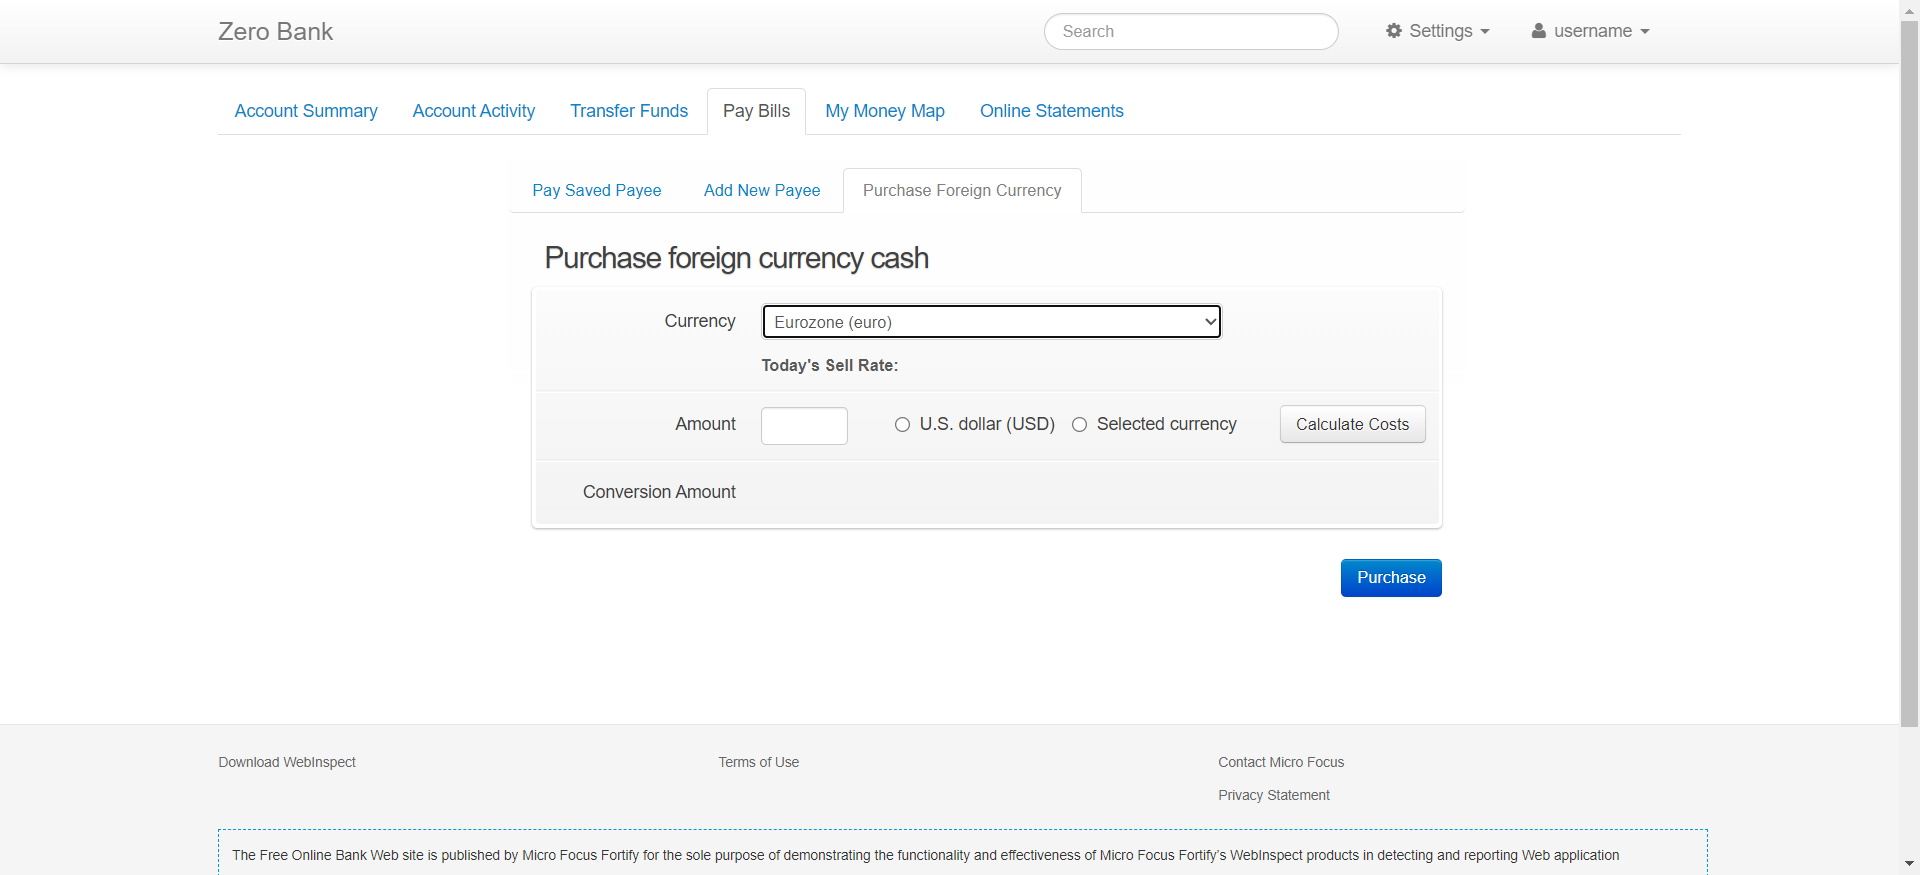 Zero Bank
Search
Settings
username
Account Summary
Account Activity
Transfer Funds
Pay Bills
My Money Map
Online Statements
Pay Saved Payee
Add New Payee
Purchase Foreign Currency
Purchase foreign currency cash
Currency
Eurozone (euro)
Today's Sell Rate:
Amount
U.S. dollar (USD)
Selected currency
Calculate Costs
Conversion Amount
Purchase
Download WebInspect
Terms of Use
Contact Micro Focus
Privacy Statement
The Free Online Bank Web site is published by Micro Focus Fortify for the sole purpose of demonstrating the functionality and effectiveness of Micro Focus Fortify's WebInspect products in detecting and reporting Web application